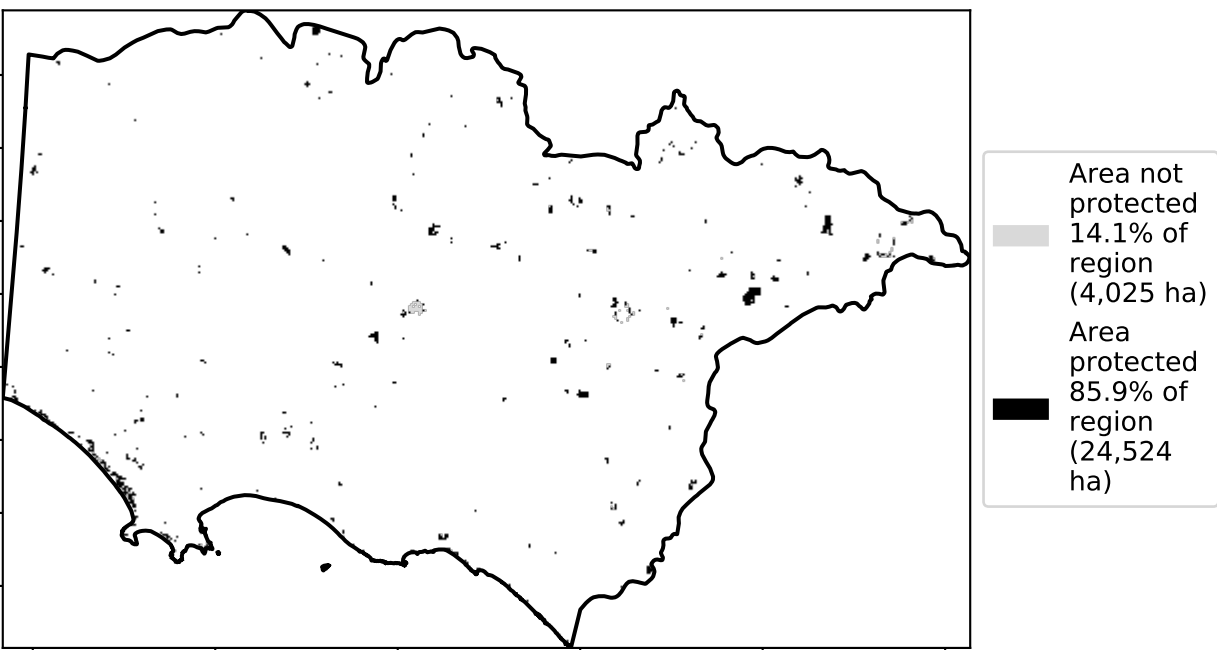 Area not
protected
14.1% of
region
(4,025 ha)
Area
protected
85.9% of
region
(24,524
ha)